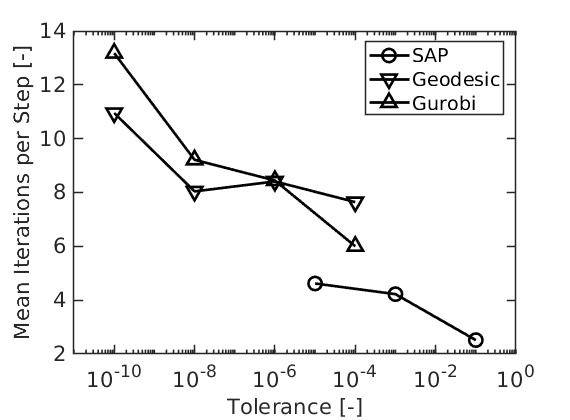 Mean Iterations per Step [-]
14
12
10
8
6
4
2
SAP
Geodesic
Gurobi
10^-10 10^-8 10^-6 10^-4 10^-2 10^0
Tolerance [-]